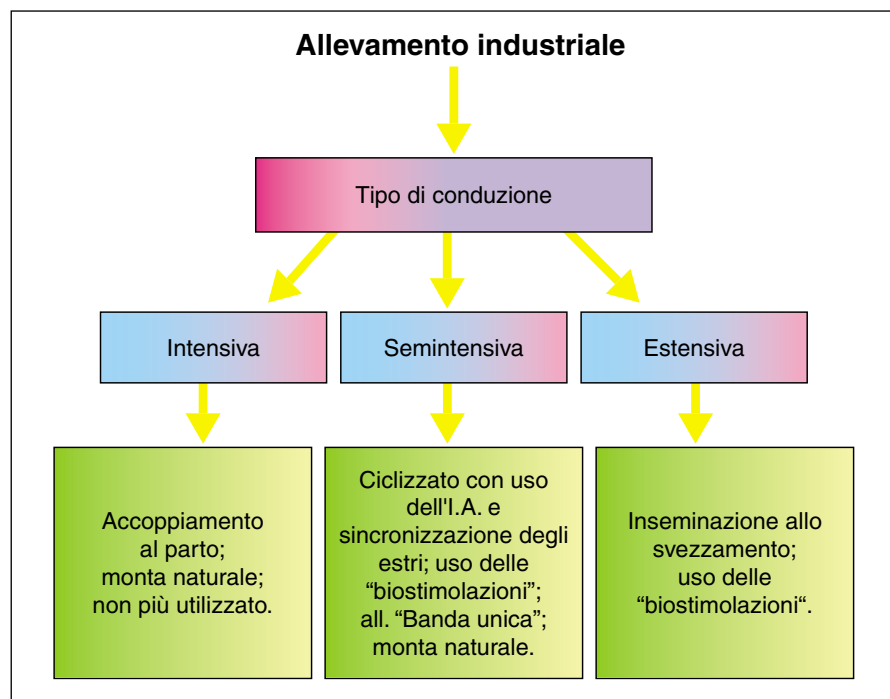 Allevamento industriale
Tipo di conduzione
Intensiva
Semintensiva
Estensiva
Accoppiamento
al parto;
monta naturale;
non più utilizzato.
Ciclizzato con uso
dell'I.A. e
sincronizzazione degli
estri; uso delle
“biostimolazioni”;
all. “Banda unica”;
monta naturale.
Inseminazione allo
svezzamento;
uso delle
“biostimolazioni“.